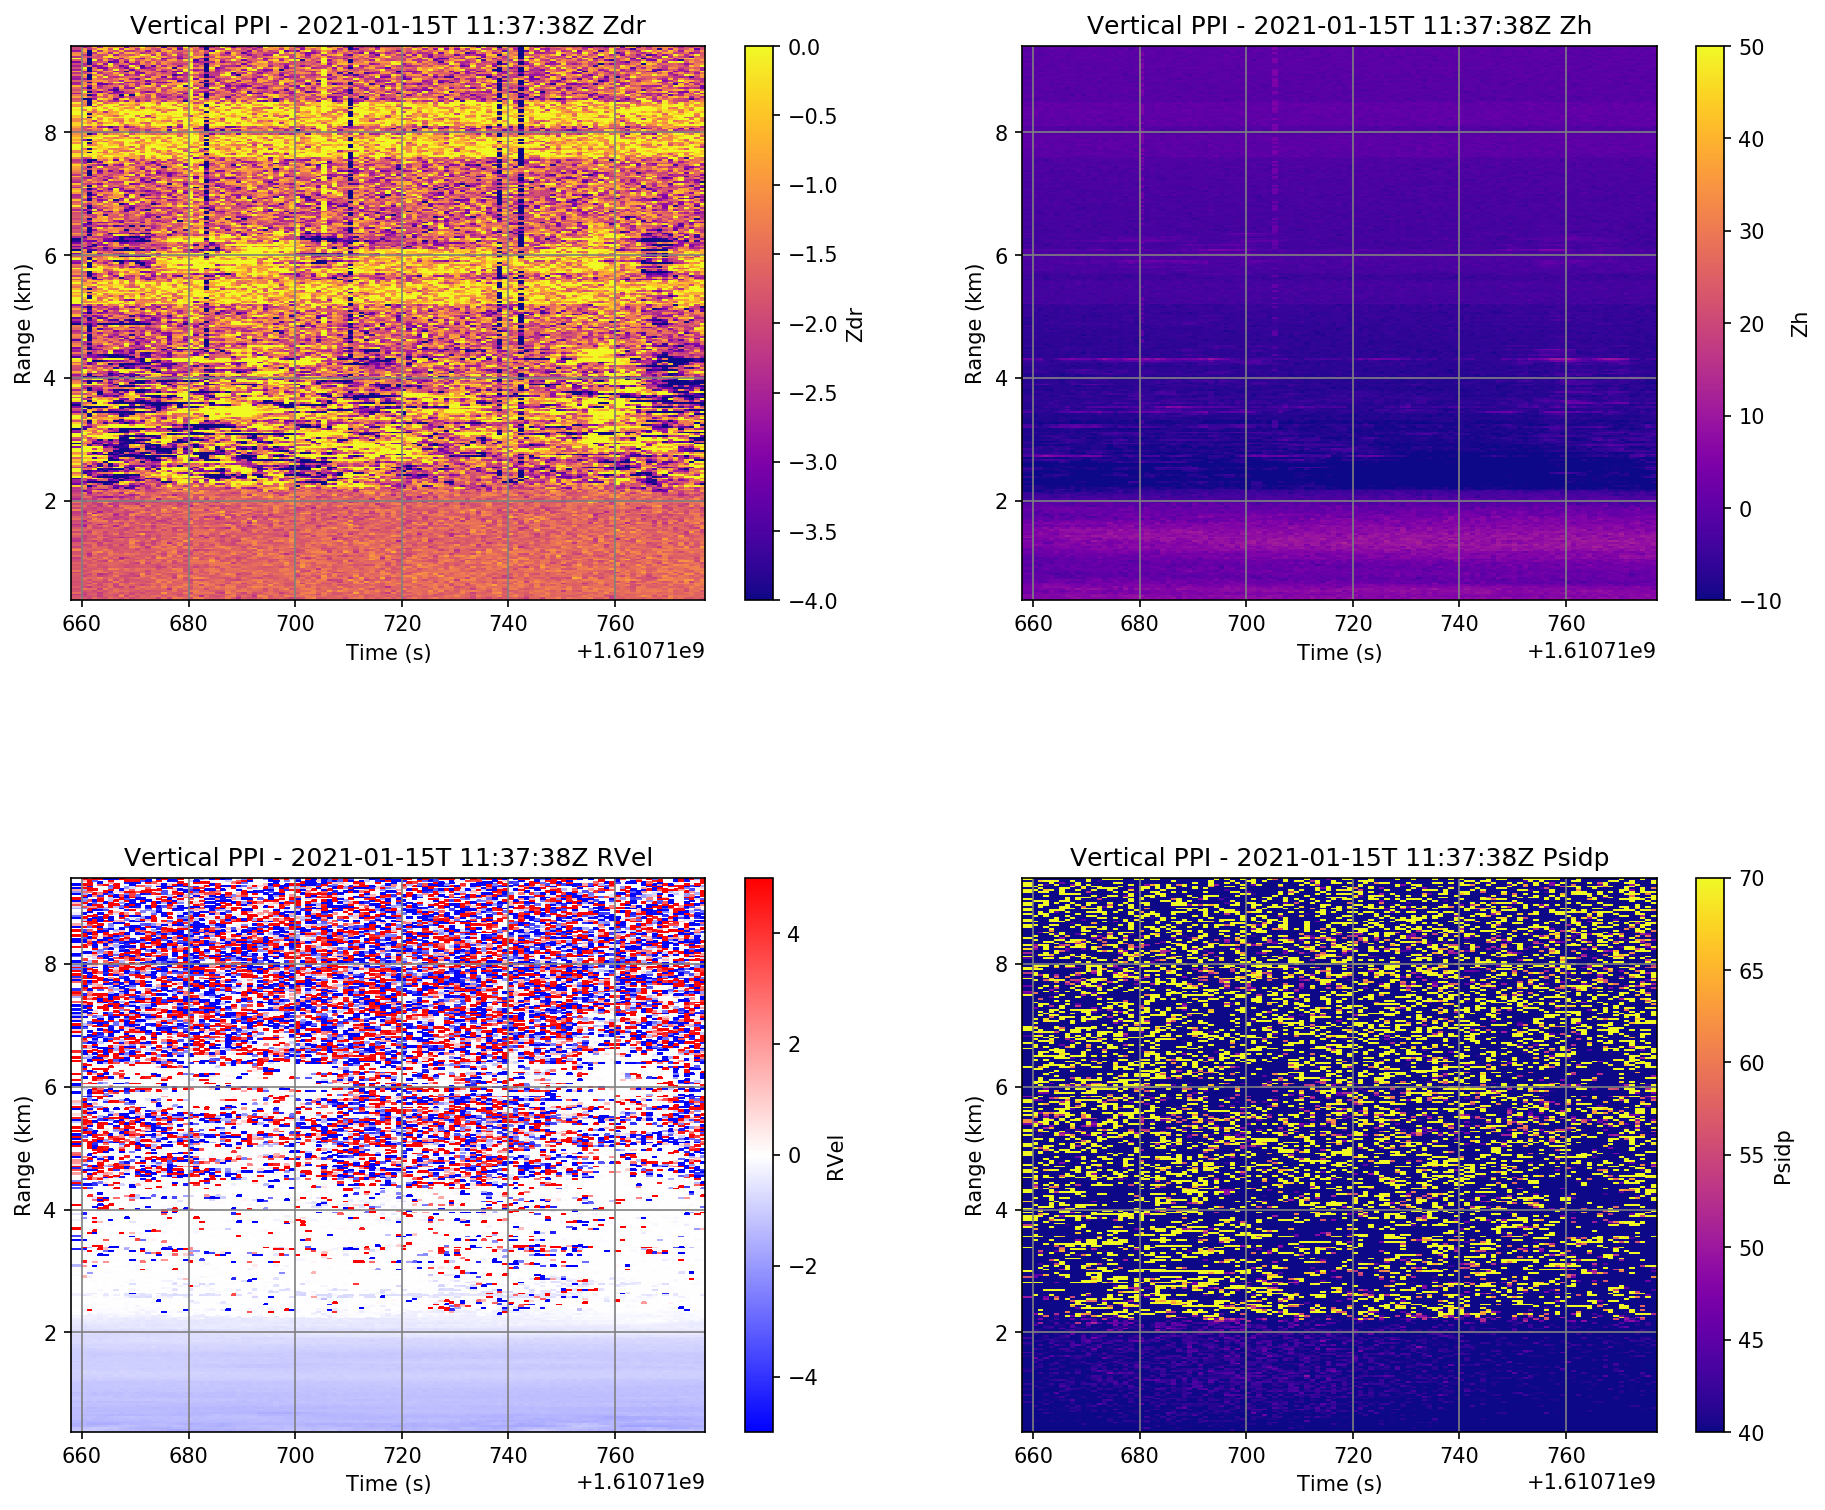 Vertical PPI - 2021-01-15T 11:37:38Z Zdr
Range (km)
8
6
4
2
660 680 700 720 740 760
Time (s)
+1.61071e9
0.0
−0.5
−1.0
−1.5
−2.0
−2.5
−3.0
−3.5
−4.0
Zdr
Vertical PPI - 2021-01-15T 11:37:38Z Zh
Range (km)
8
6
4
2
660 680 700 720 740 760
Time (s)
+1.61071e9
50
40
30
20
10
0
−10
Zh
Vertical PPI - 2021-01-15T 11:37:38Z RVel
Range (km)
8
6
4
2
660 680 700 720 740 760
Time (s)
+1.61071e9
4
2
0
−2
−4
RVel
Vertical PPI - 2021-01-15T 11:37:38Z Psidp
Range (km)
8
6
4
2
660 680 700 720 740 760
Time (s)
+1.61071e9
70
65
60
55
50
45
40
Psidp